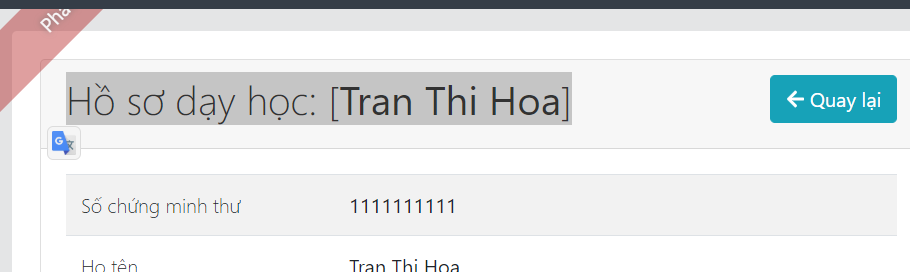 Pha
Hồ sơ dạy học: [Tran Thi Hoa]
Quay lại
Số chứng minh thư 1111111111
Họ tên Tran Thi Hoa